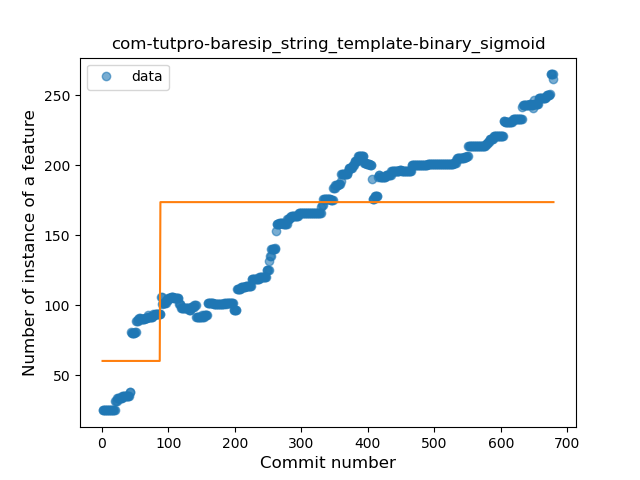 com-tutpro-baresip_string_template-binary_sigmoid
data
Number of instance of a feature
250
200
150
100
50
0 100 200 300 400 500 600 700
Commit number